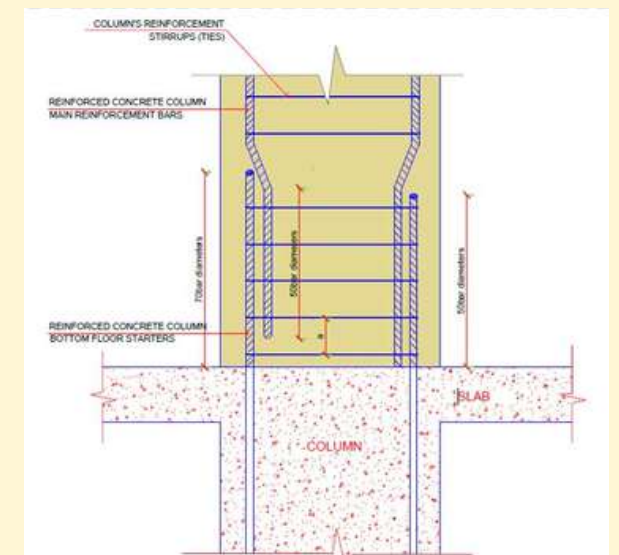 COLUMN'S REINFORCEMENT
STIRRUPS (TIES)
REINFORCED CONCRETE COLUMN
MAIN REINFORCEMENT BARS
70bar diameters
50bar diameters
50bar diameters
a
REINFORCED CONCRETE COLUMN
BOTTOM FLOOR STARTERS
SLAB
COLUMN